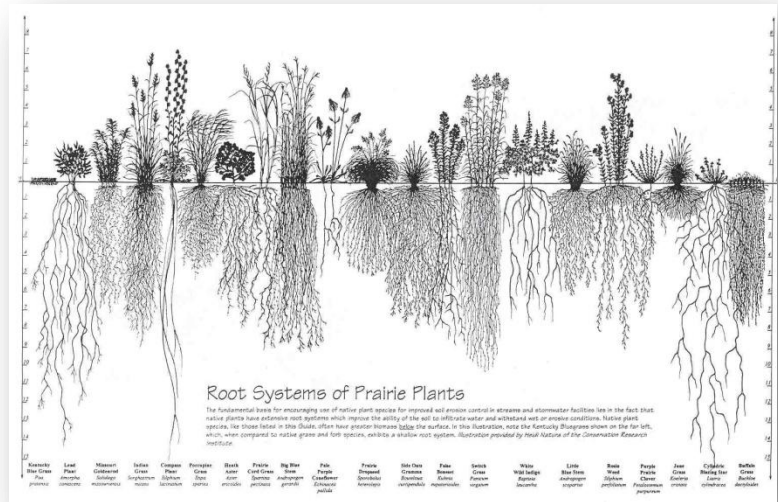 Root Systems of Prairie Plants
The fundamental basis for encouraging use of native plant species for improved soil erosion control in streams and stormwater facilities lies in the fact that
native plants have extensive root systems which improve the ability of the soil to infiltrate water and withstand wet or erosive conditions. Native plant
species, like those listed in this Guide, often have greater biomass below the surface. In this illustration, note the Kentucky Bluegrass shown on the far left,
which, when compared to native grass and forb species, exhibits a shallow root system. Illustration provided by Heidi Natura of the Conservation Research
Institute.
Kentucky Lead Missouri Indian Compass Porcupine Heath Prairie Big Blue Pale Prairie Side Oats False Switch White Little Rosin Purple June Cylindric Buffalo
Blue Grass Plant Goldenrod Grass Plant Grass Aster Cord Grass Stem Purple Dropseed Gramma Boneset Grass Wild Indigo Blue Stem Weed Prairie Grass Blazing Star Grass
Poa Amorpha Solidago Sorghastrum Silphium Stipa Aster Spartina Andropogon Coneflower Sporobolus Bouteloua Kuhnia Panicum Baptisia Andropogon Silphium Clover Koeleria Liatris Buchloe
pratensis canescens missouriensis nutans laciniatum spartea ericoides pectinata gerardii Echinacea heterolepis curtipendula eupatorioides virgatum leucantha scoparius perfoliatum Petalostemum cristata cylindracea dactyloides
pallida purpureum